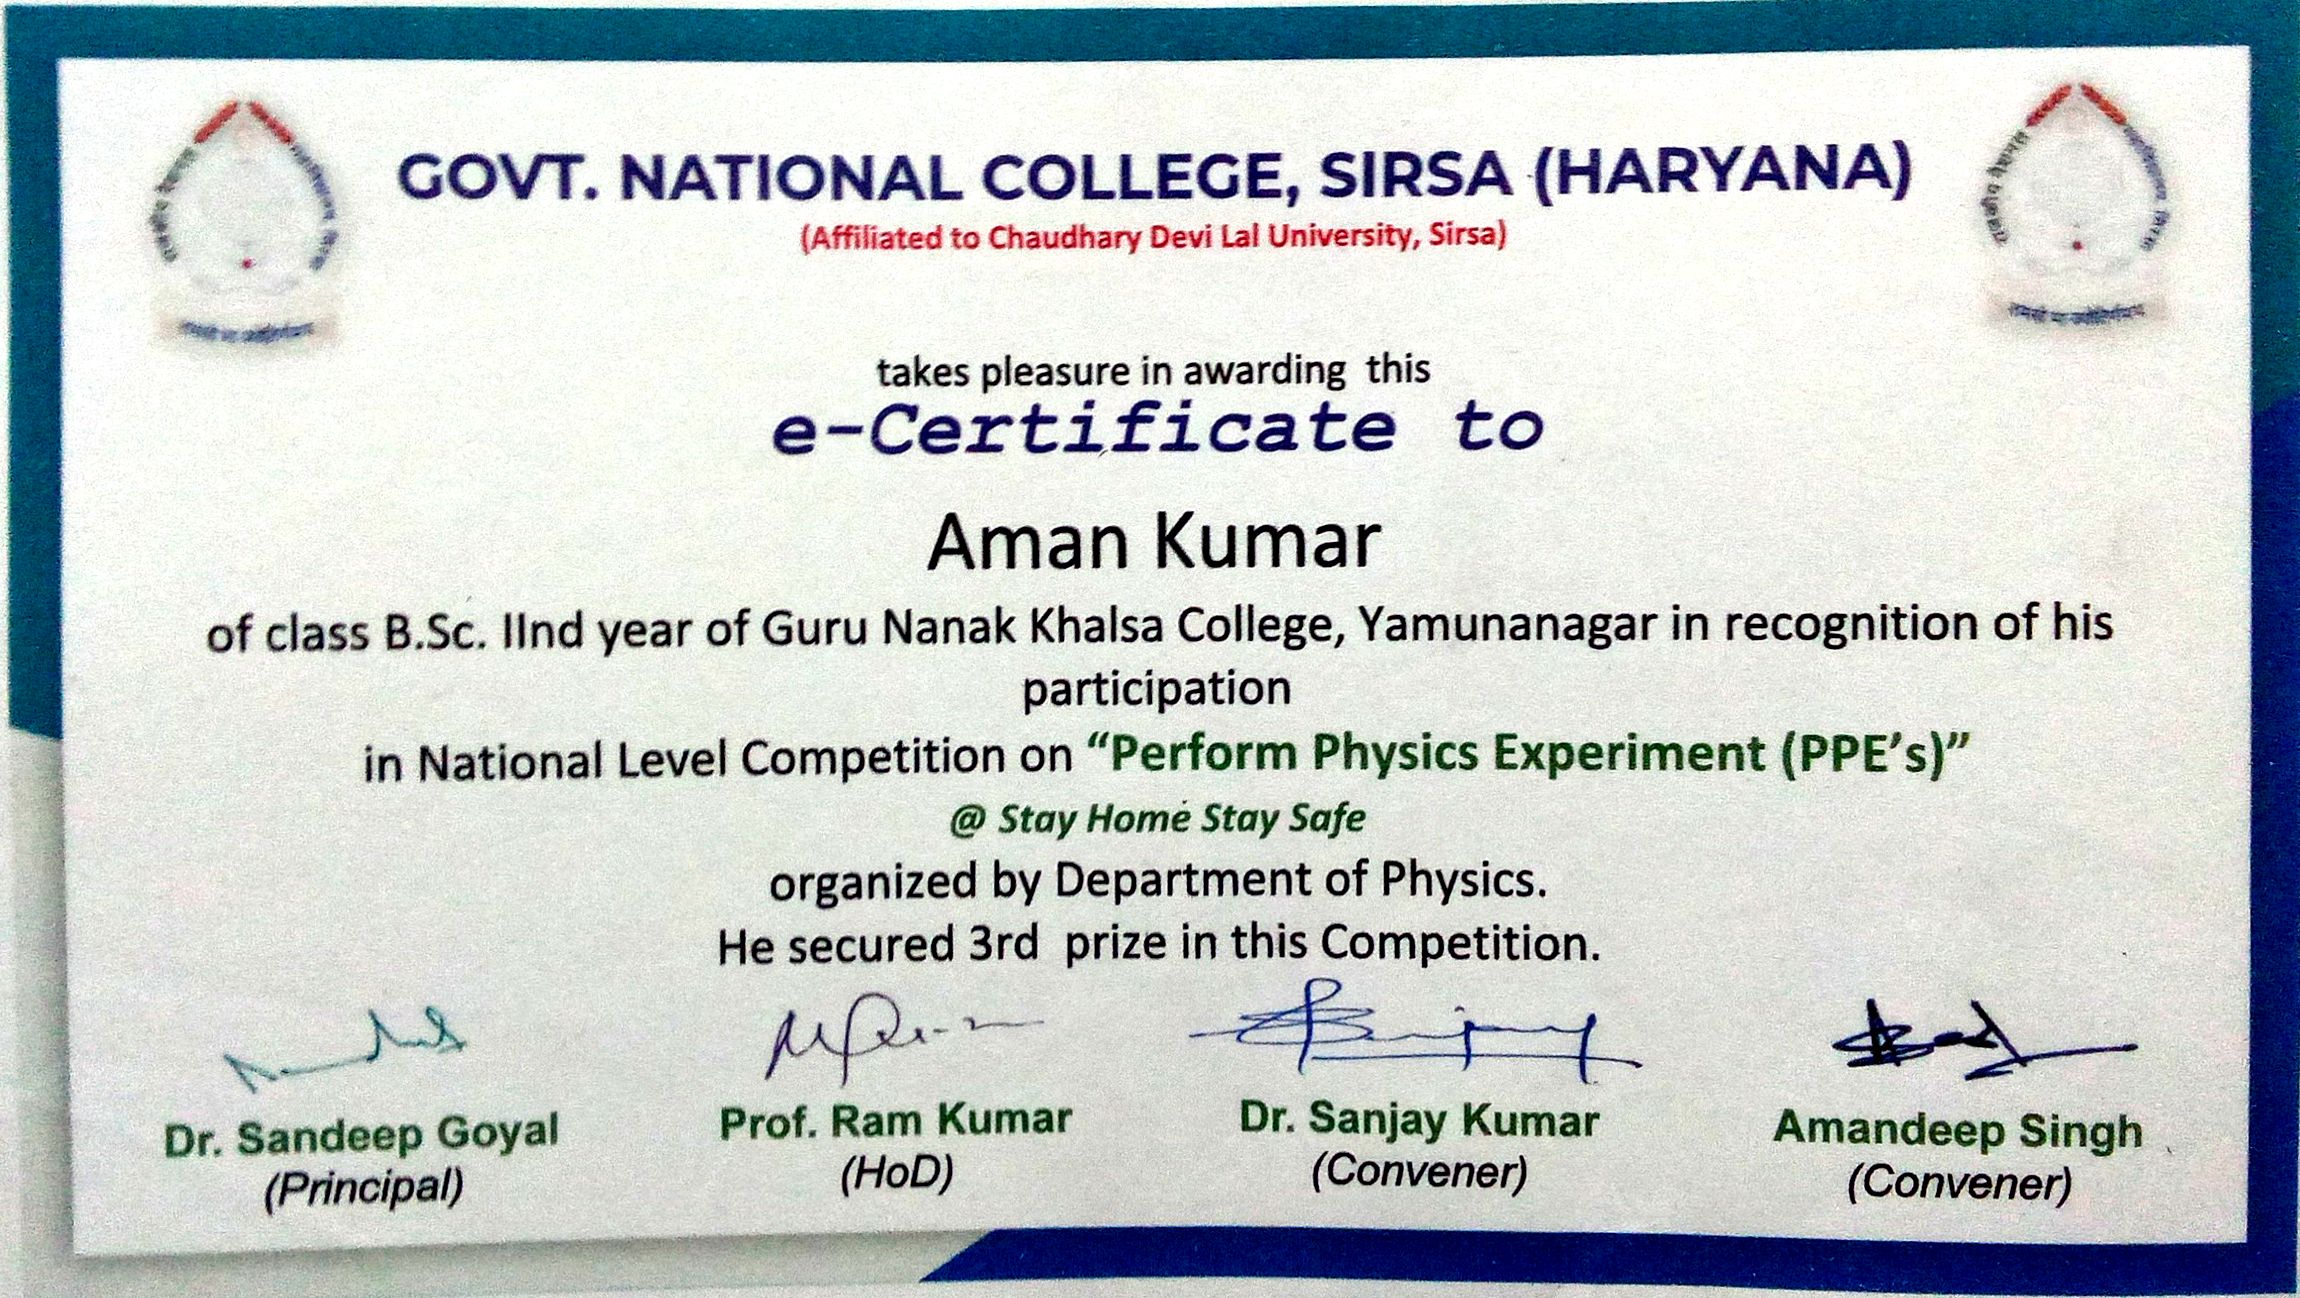 GOVT. NATIONAL COLLEGE, SIRSA (HARYANA)
(Affiliated to Chaudhary Devi Lal University, Sirsa)
takes pleasure in awarding this
e-Certificate to
Aman Kumar
of class B.Sc. IInd year of Guru Nanak Khalsa College, Yamunanagar in recognition of his
participation
in National Level Competition on “Perform Physics Experiment (PPE’s)”
@ Stay Home Stay Safe
organized by Department of Physics.
He secured 3rd prize in this Competition.
Dr. Sandeep Goyal
(Principal)
Prof. Ram Kumar
(HoD)
Dr. Sanjay Kumar
(Convener)
Amandeep Singh
(Convener)